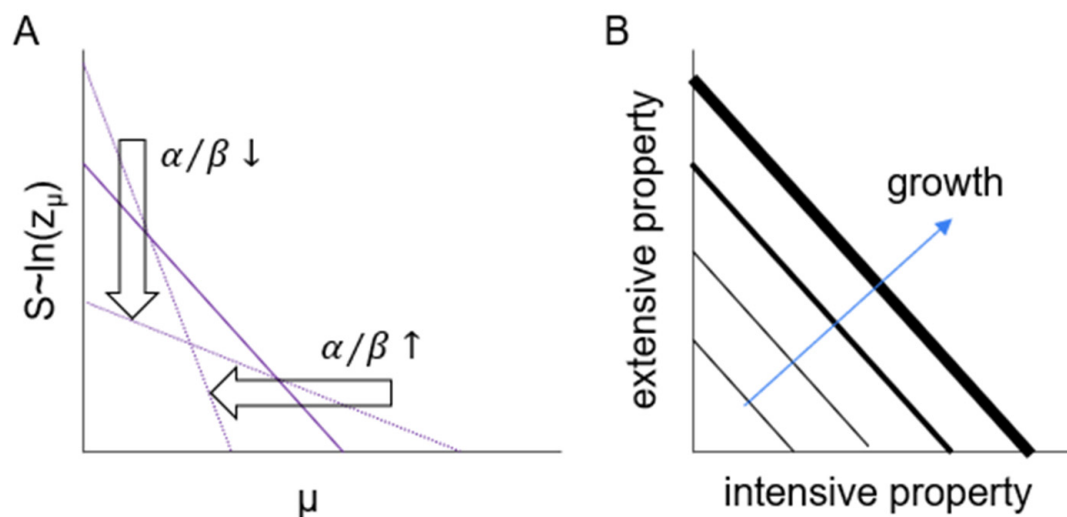 A
α/β ↓
S~ln(zμ)
α/β ↑
μ
B
growth
extensive property
intensive property